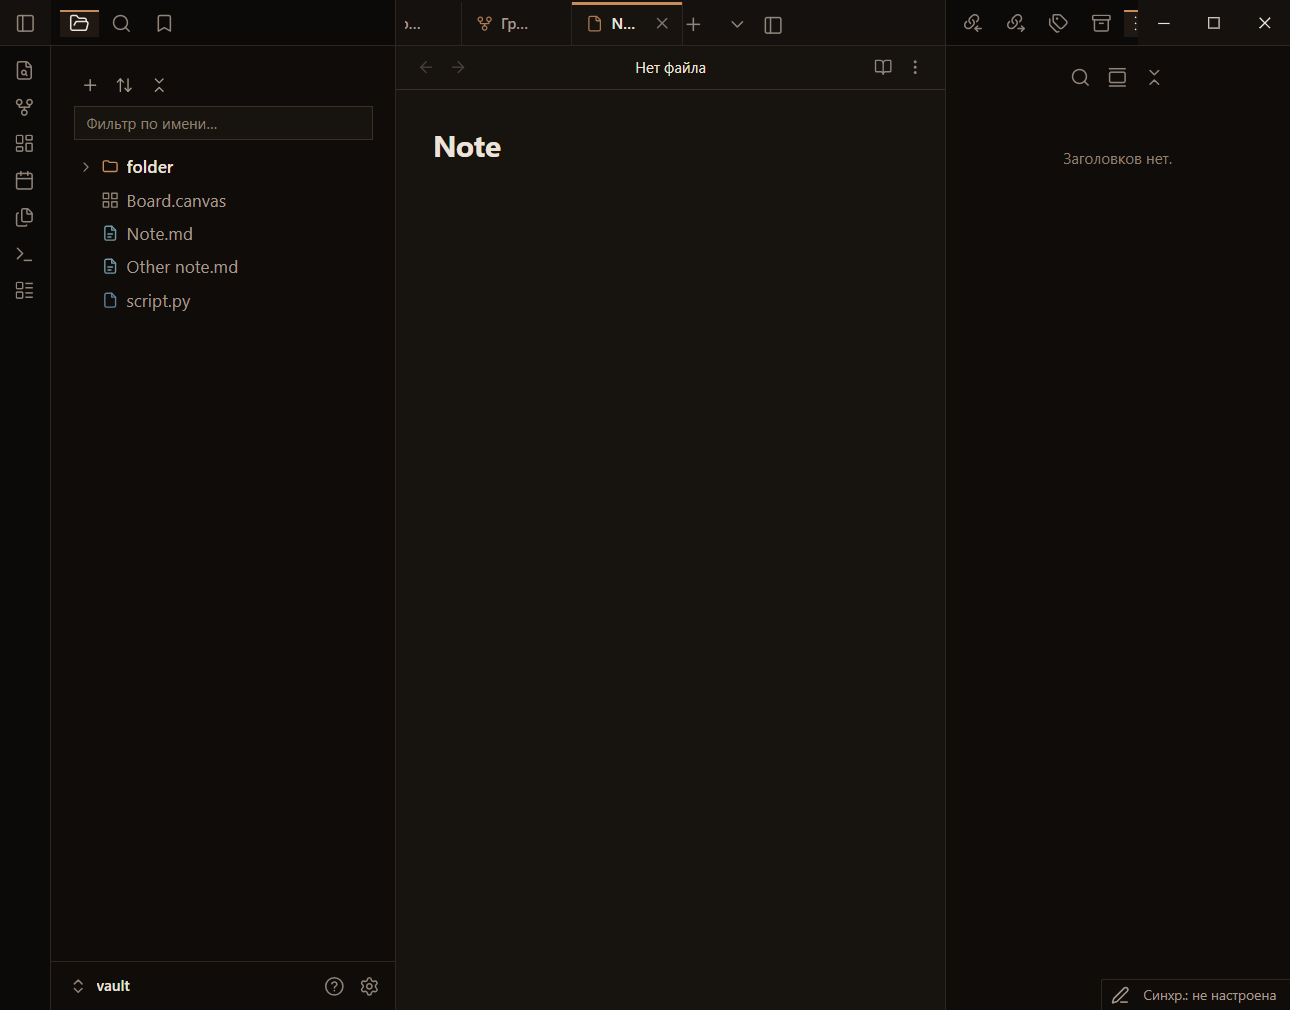 Гр...
N...
Нет файла
Фильтр по имени...
folder
Board.canvas
Note.md
Other note.md
script.py
Note
Заголовков нет.
vault
Синхр.: не настроена